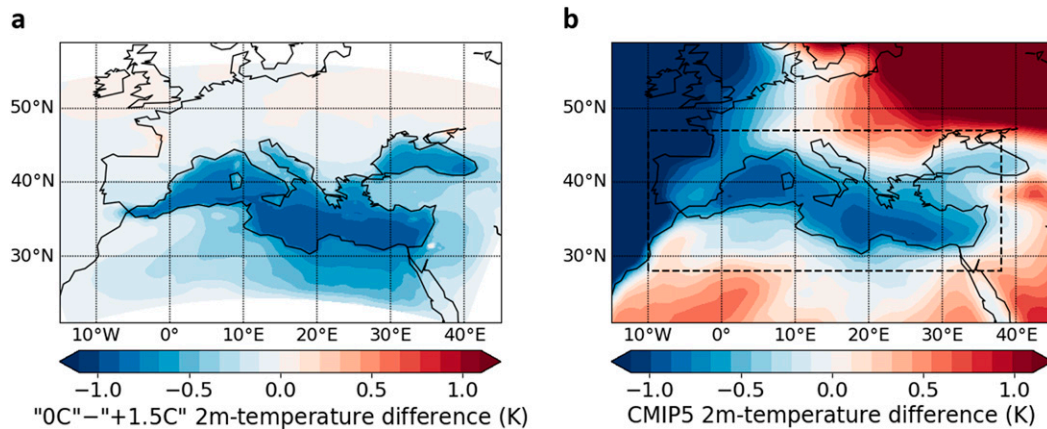 a
b
50°N
40°N
30°N
10°W 0° 10°E 20°E 30°E 40°E
−1.0 −0.5 0.0 0.5 1.0
"0C"−"+1.5C" 2m-temperature difference (K)
50°N
40°N
30°N
10°W 0° 10°E 20°E 30°E 40°E
−1.0 −0.5 0.0 0.5 1.0
CMIP5 2m-temperature difference (K)